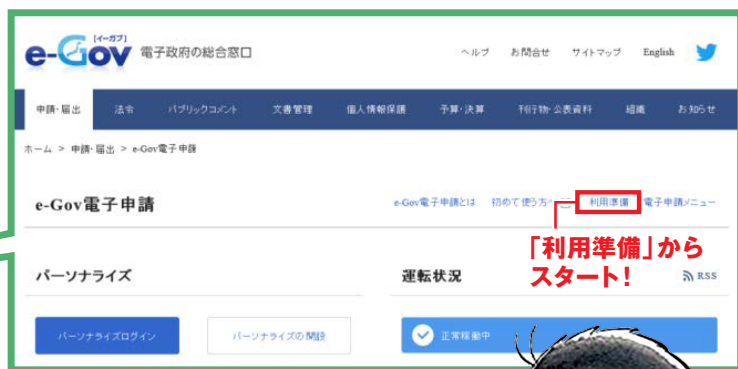 [イーガブ]
e-Gov 電子政府の総合窓口
ヘルプ お問合せ サイトマップ English
申請・届出 法令 パブリックコメント 文書管理 個人情報保護 予算・決算 刊行物・公表資料 組織 お知らせ
ホーム > 申請・届出 > e-Gov電子申請
e-Gov電子申請
e-Gov電子申請とは 初めて使う方へ 利用準備 電子申請メニュー
「利用準備」から
スタート!
パーソナライズ
運転状況
RSS
パーソナライズログイン
パーソナライズの開設
正常稼動中